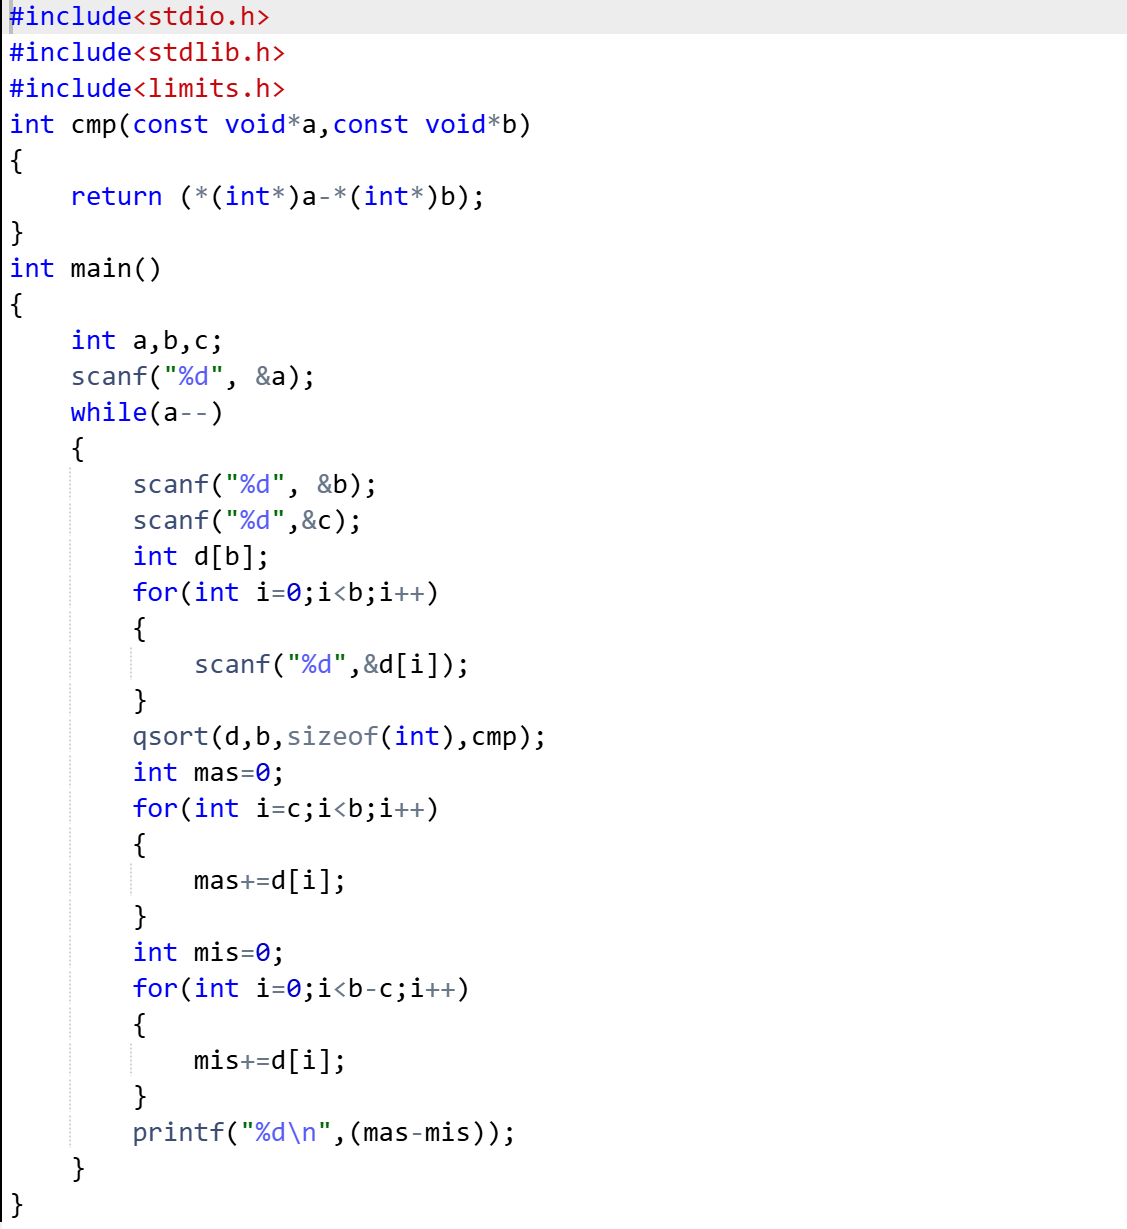 #include<stdio.h>
#include<stdlib.h>
#include<limits.h>
int cmp(const void*a,const void*b)
{
    return (*(int*)a-*(int*)b);
}
int main()
{
    int a,b,c;
    scanf("%d", &a);
    while(a--)
    {
        scanf("%d", &b);
        scanf("%d",&c);
        int d[b];
        for(int i=0;i<b;i++)
        {
            scanf("%d",&d[i]);
        }
        qsort(d,b,sizeof(int),cmp);
        int mas=0;
        for(int i=c;i<b;i++)
        {
            mas+=d[i];
        }
        int mis=0;
        for(int i=0;i<b-c;i++)
        {
            mis+=d[i];
        }
        printf("%d\n",(mas-mis));
    }
}